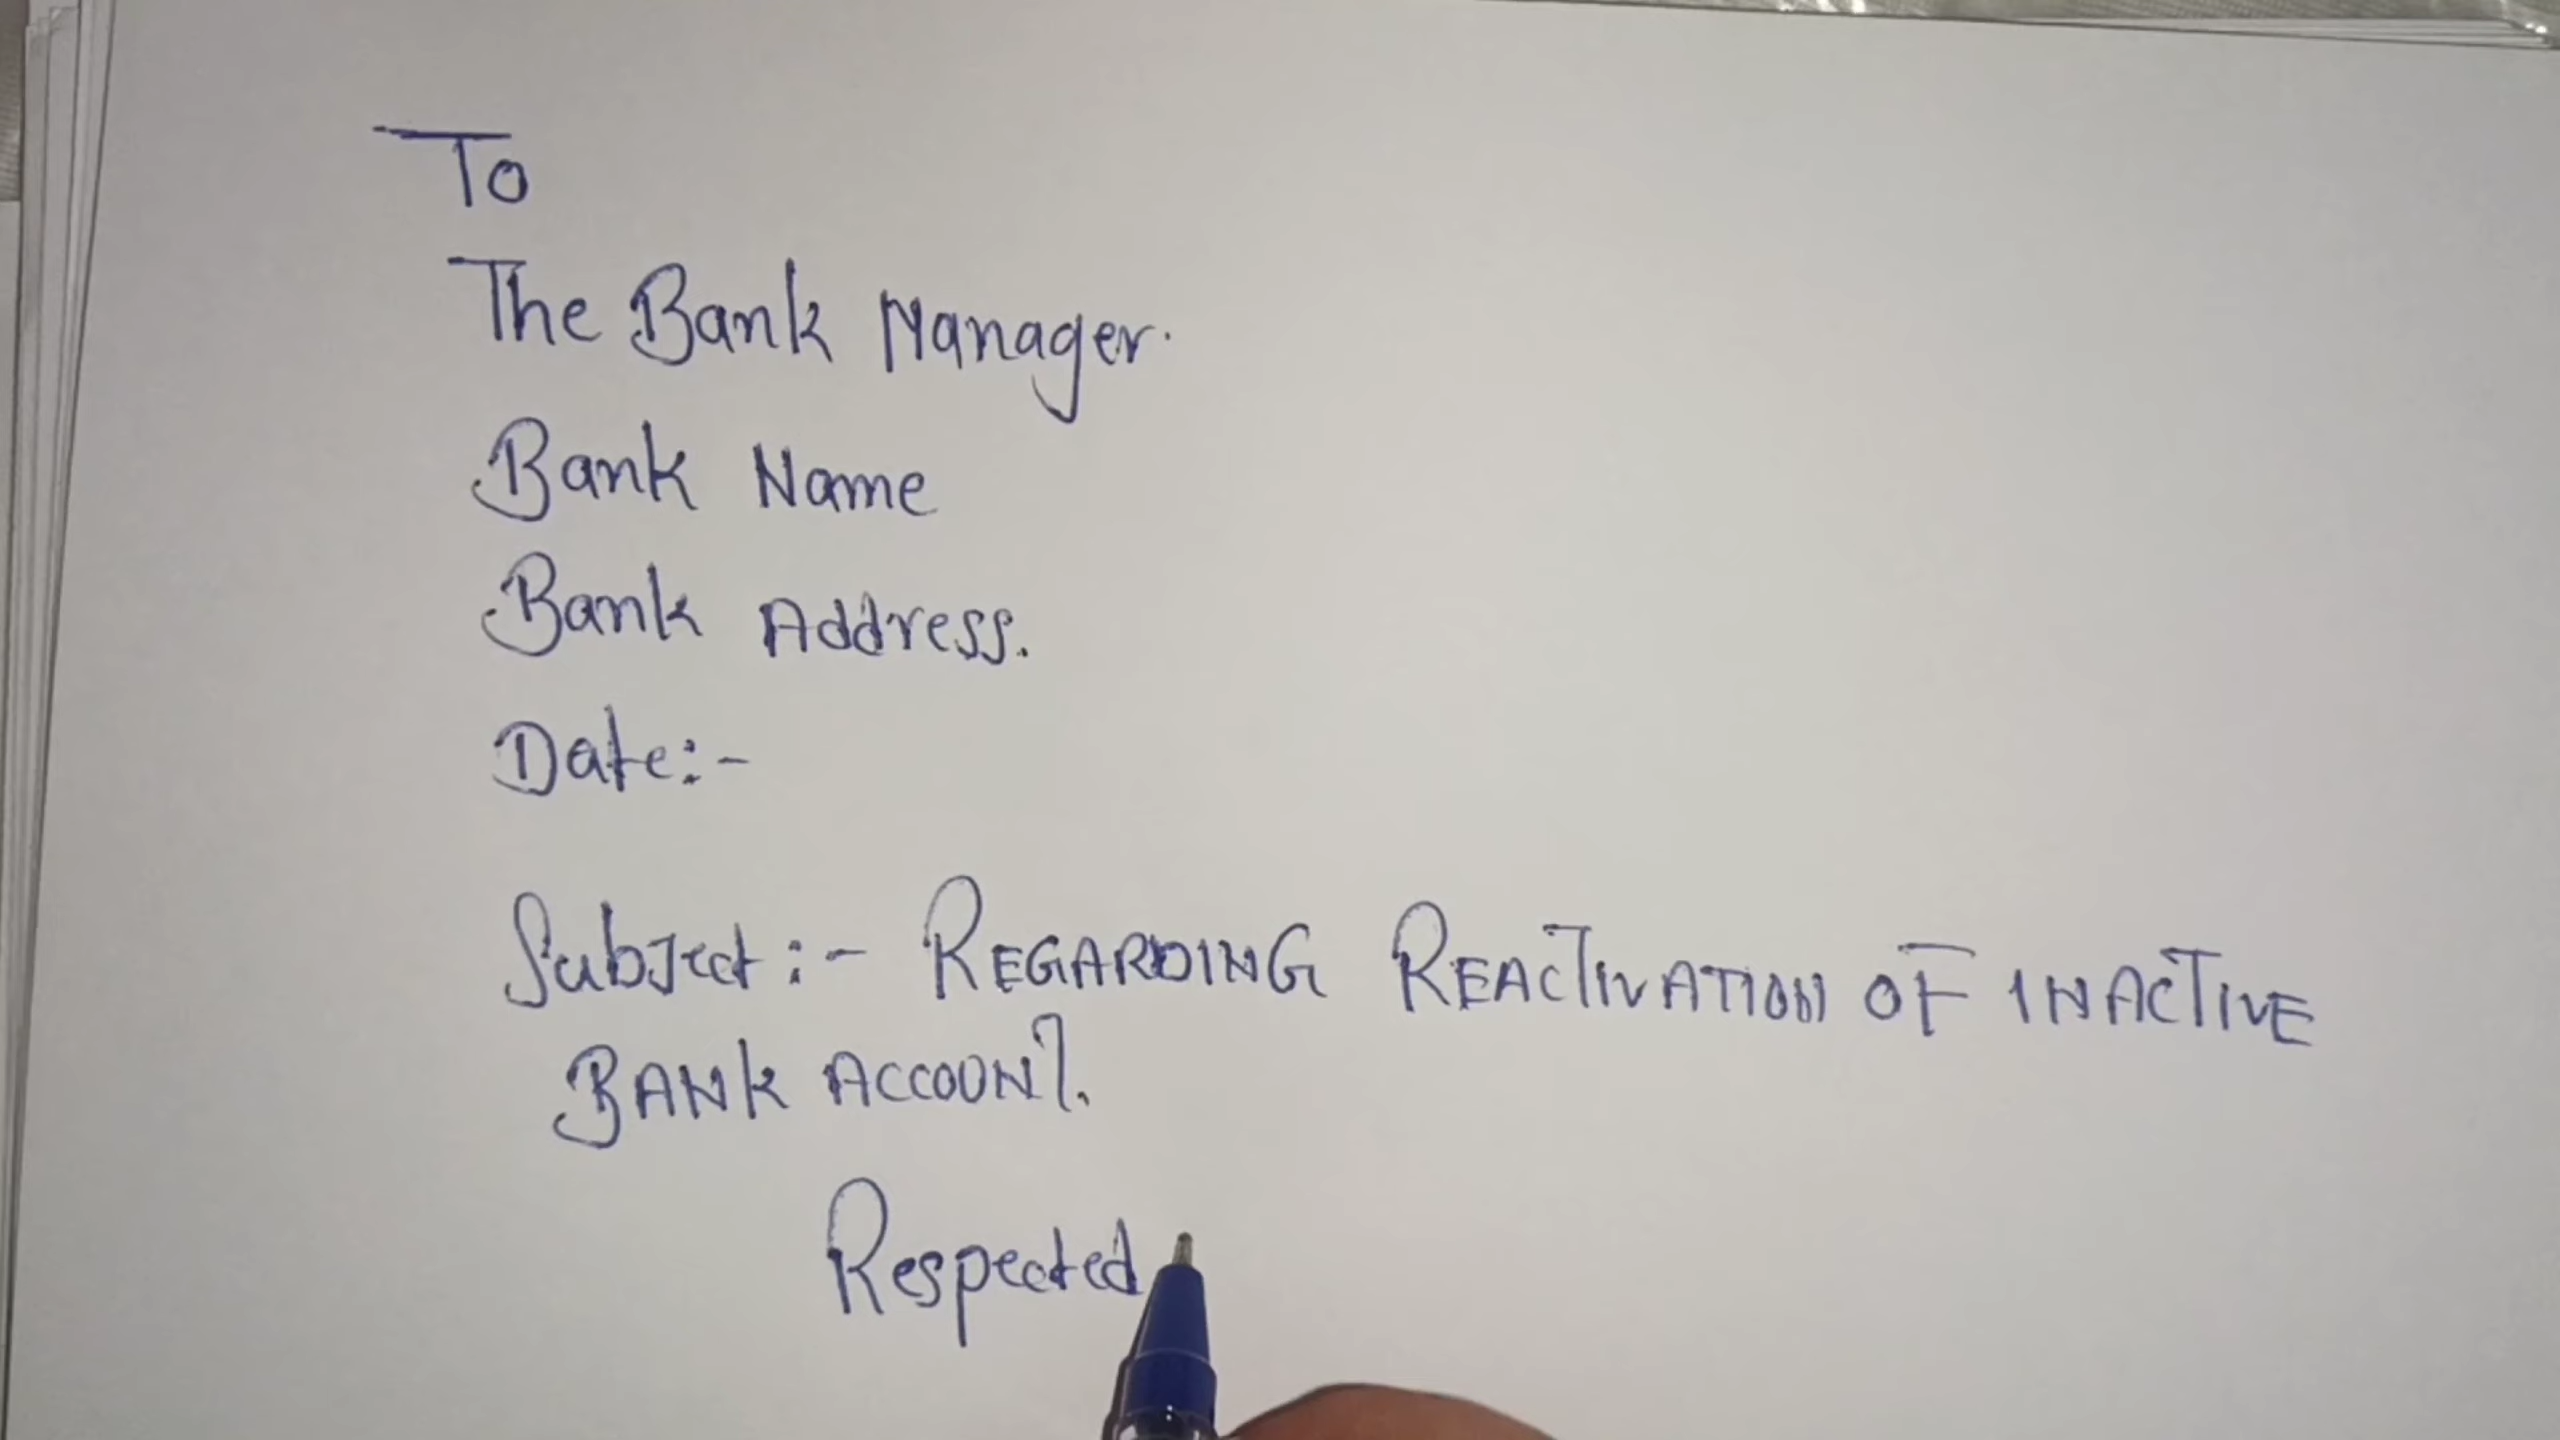 To
The Bank Manager.
Bank Name
Bank Address.
Date:-
Subject:- REGARDING REACTIVATION OF INACTIVE
BANK ACCOUNT.
Respected